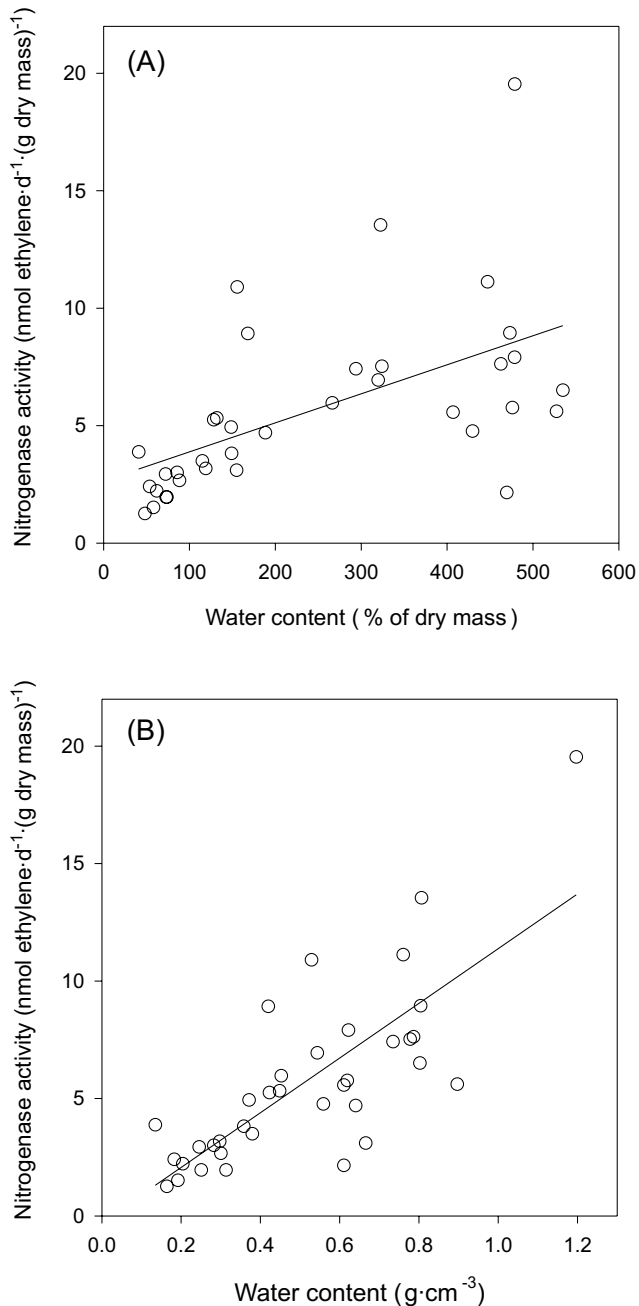 (A)
Nitrogenase activity (nmol ethylene·d⁻¹·(g dry mass)⁻¹)
20
15
10
5
0
0 100 200 300 400 500 600
Water content ( % of dry mass )
(B)
Nitrogenase activity (nmol ethylene·d⁻¹·(g dry mass)⁻¹)
20
15
10
5
0
0.0 0.2 0.4 0.6 0.8 1.0 1.2
Water content (g·cm⁻³)